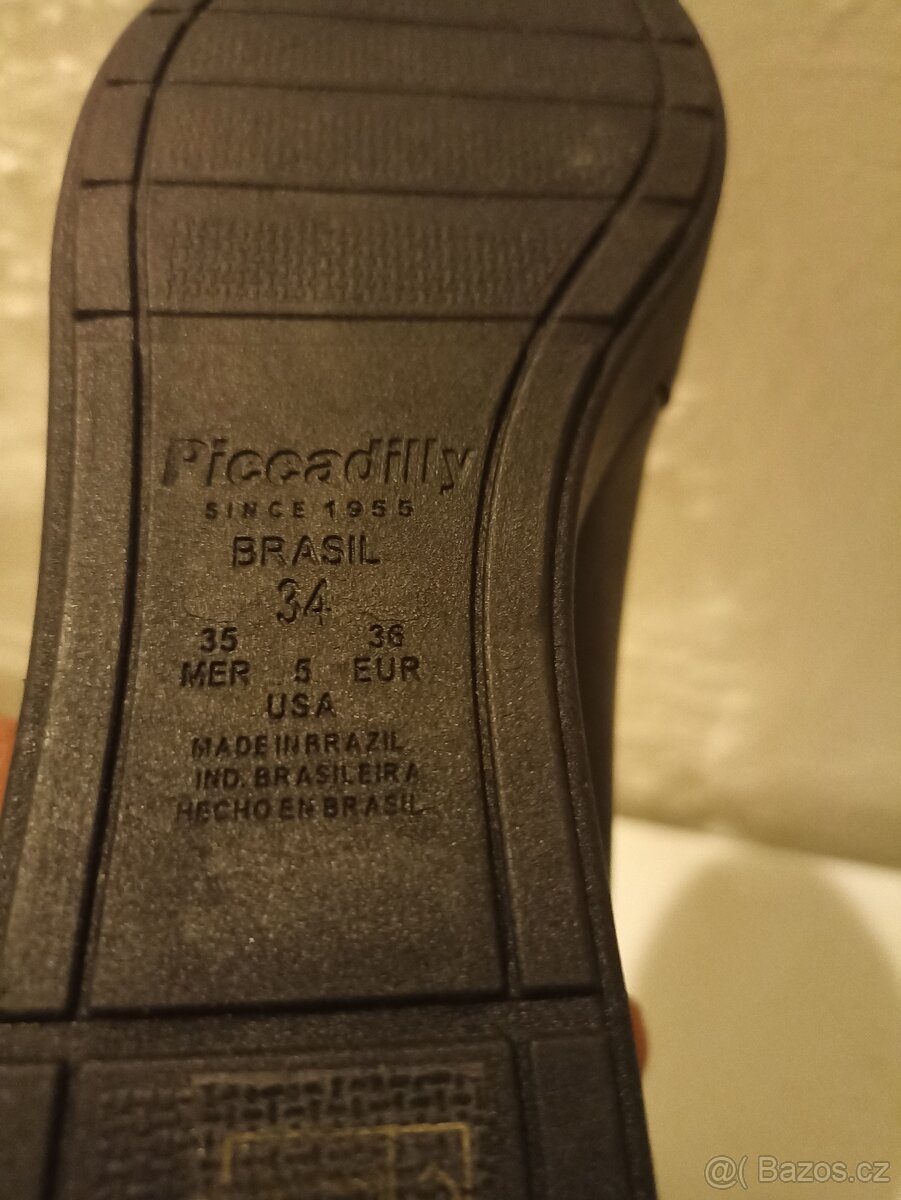 Piccadilly
SINCE 1955
BRASIL
34
35 36
MER 5 EUR
USA
MADE IN BRAZIL
IND. BRASILEIRA
HECHO EN BRASIL
@( Bazos.cz